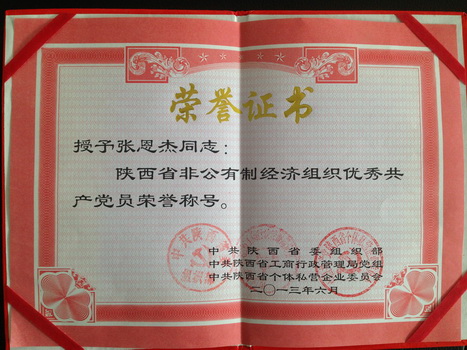 荣誉证书
授予张恩杰同志：
陕西省非公有制经济组织优秀共
产党员荣誉称号。
中共陕西省委组织部
中共陕西省工商行政管理局党组
中共陕西省个体私营企业委员会
二〇一三年六月